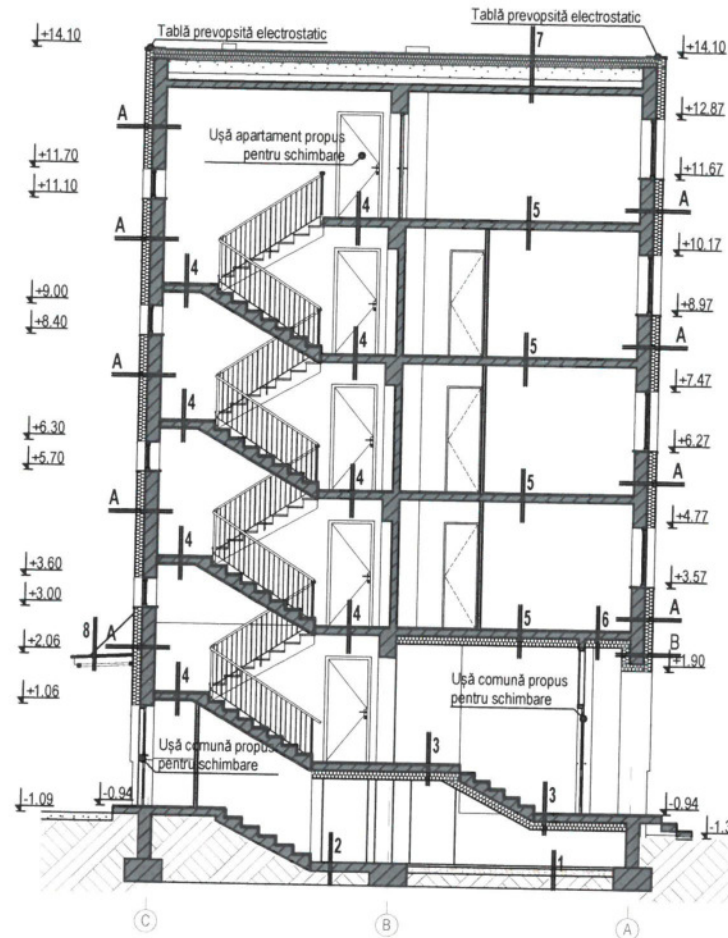 Tablă prevopsită electrostatic
Tablă prevopsită electrostatic
+14.10
7
+14.10
A
+12.87
Ușă apartament propus
pentru schimbare
+11.70
+11.67
+11.10
4
5
A
A
+10.17
4
+9.00
+8.97
+8.40
4
5
A
A
+7.47
4
+6.30
+6.27
+5.70
4
5
A
A
+4.77
4
+3.60
+3.57
+3.00
4
5
6
A
+2.06
8
A
B
+1.90
+1.06
4
Ușă comună propus
pentru schimbare
Ușă comună propus
pentru schimbare
3
3
-1.09
-0.94
-0.94
2
1
C
B
A